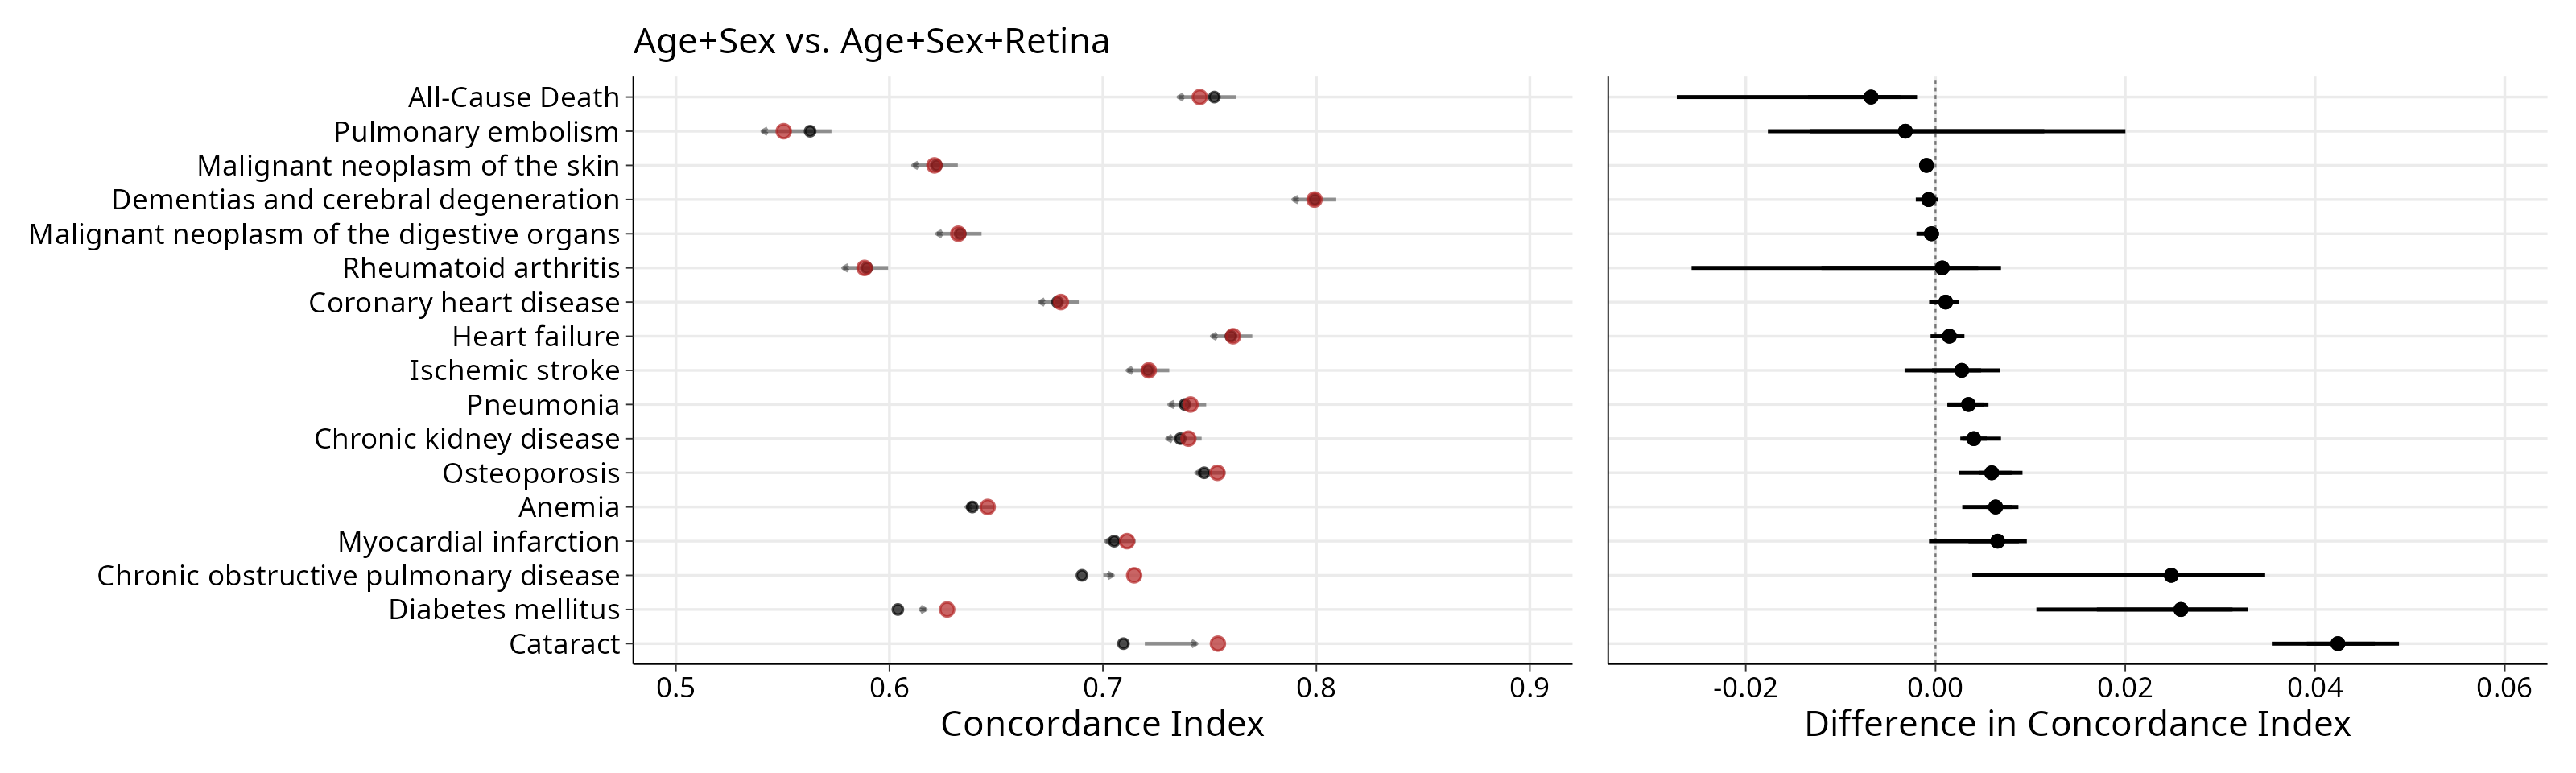 Age+Sex vs. Age+Sex+Retina
All-Cause Death
Pulmonary embolism
Malignant neoplasm of the skin
Dementias and cerebral degeneration
Malignant neoplasm of the digestive organs
Rheumatoid arthritis
Coronary heart disease
Heart failure
Ischemic stroke
Pneumonia
Chronic kidney disease
Osteoporosis
Anemia
Myocardial infarction
Chronic obstructive pulmonary disease
Diabetes mellitus
Cataract
0.5 0.6 0.7 0.8 0.9
Concordance Index
-0.02 0.00 0.02 0.04 0.06
Difference in Concordance Index